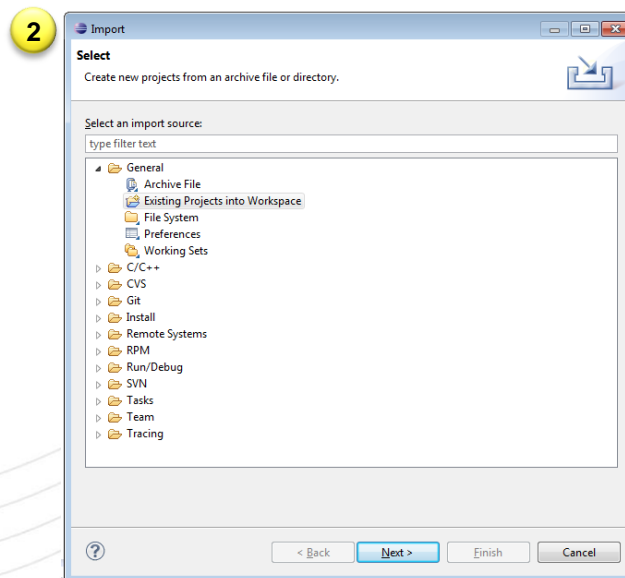 2
Import
Select
Create new projects from an archive file or directory.
Select an import source:
type filter text
General
Archive File
Existing Projects into Workspace
File System
Preferences
Working Sets
C/C++
CVS
Git
Install
Remote Systems
RPM
Run/Debug
SVN
Tasks
Team
Tracing
?
< Back Next > Finish Cancel